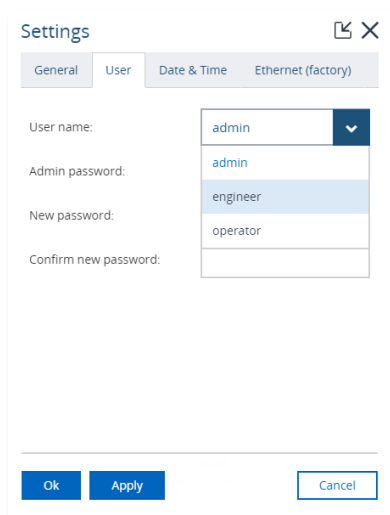 Settings
General User Date & Time Ethernet (factory)
User name: admin
admin
Admin password:
engineer
New password:
operator
Confirm new password:
Ok Apply Cancel